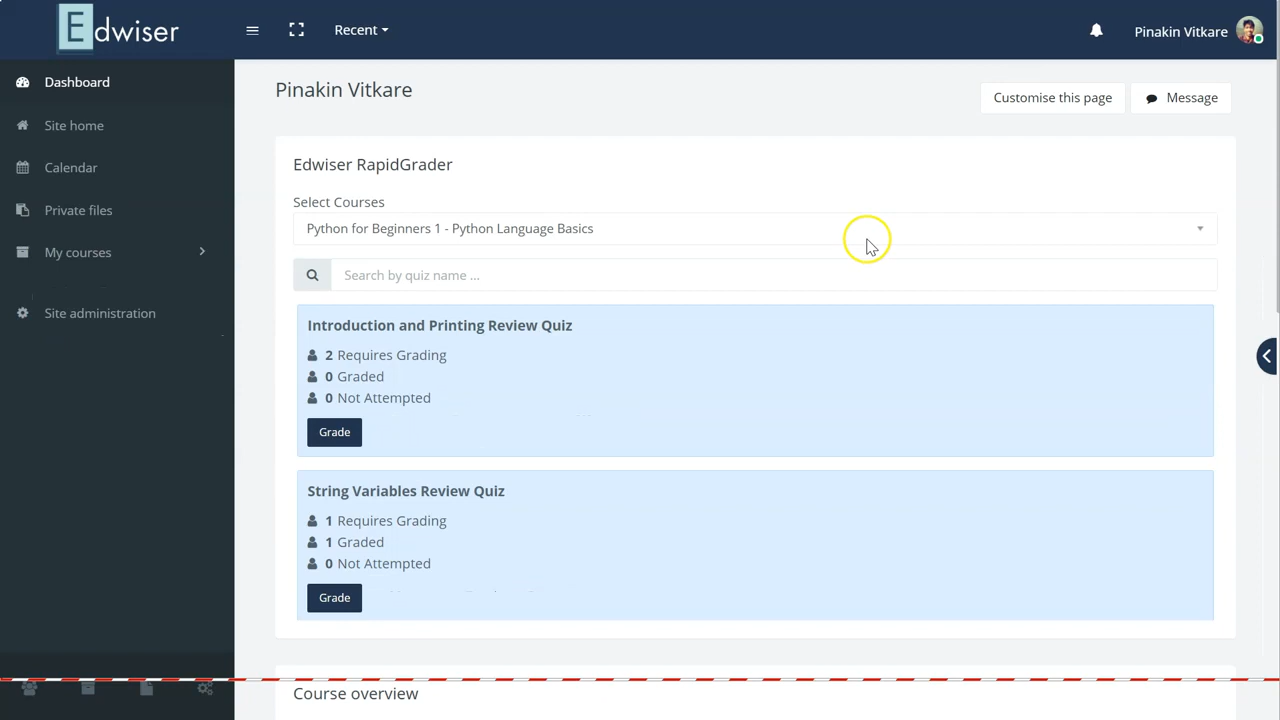 Edwiser
Recent
Pinakin Vitkare
Dashboard
Site home
Calendar
Private files
My courses
Site administration
Pinakin Vitkare
Customise this page
Message
Edwiser RapidGrader
Select Courses
Python for Beginners 1 - Python Language Basics
Search by quiz name ...
Introduction and Printing Review Quiz
2 Requires Grading
0 Graded
0 Not Attempted
Grade
String Variables Review Quiz
1 Requires Grading
1 Graded
0 Not Attempted
Grade
Course overview